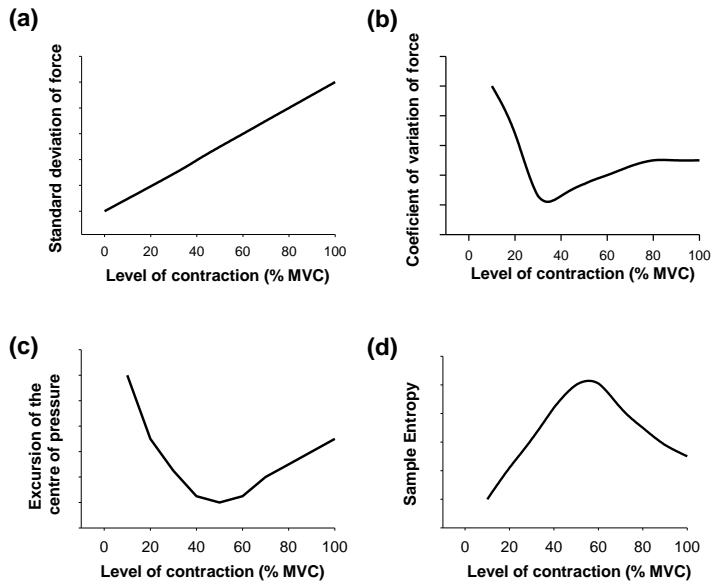 (a)
Standard deviation of force
0 20 40 60 80 100
Level of contraction (% MVC)
(b)
Coeficient of variation of force
0 20 40 60 80 100
Level of contraction (% MVC)
(c)
Excursion of the
centre of pressure
0 20 40 60 80 100
Level of contraction (% MVC)
(d)
Sample Entropy
0 20 40 60 80 100
Level of contraction (% MVC)